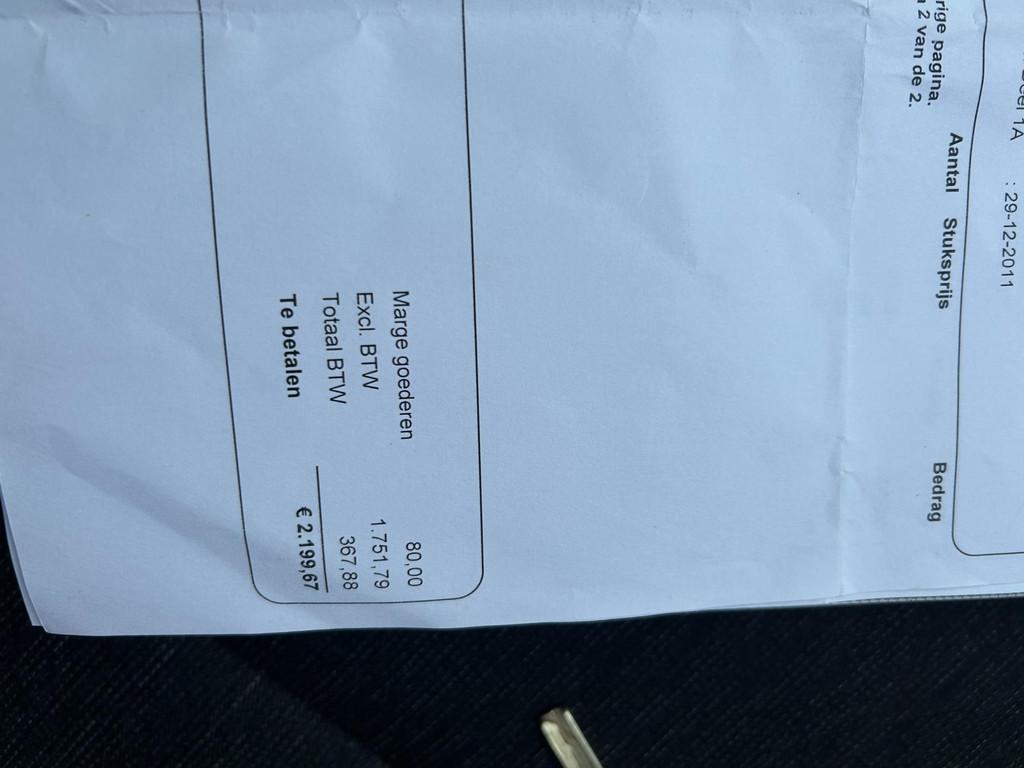 1A : 29-12-2011
Aantal Stuksprijs Bedrag
rige pagina.
2 van de 2.
Marge goederen 80,00
Excl. BTW 1.751,79
Totaal BTW 367,88
Te betalen € 2.199,67